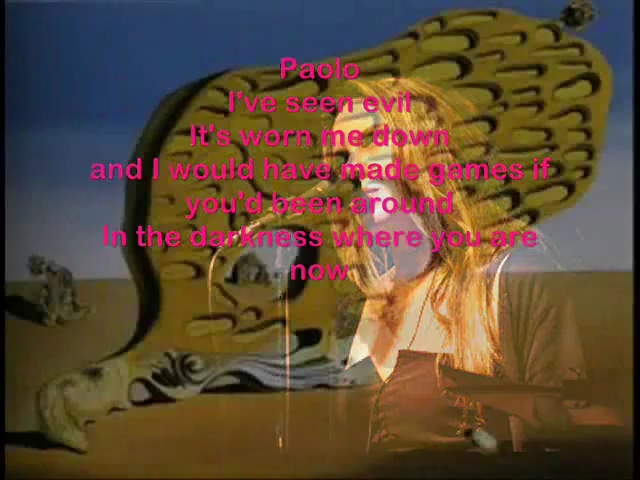 Paolo
I've seen evil
It's worn me down
and I would have made games if
you'd been around
In the darkness where you are
now